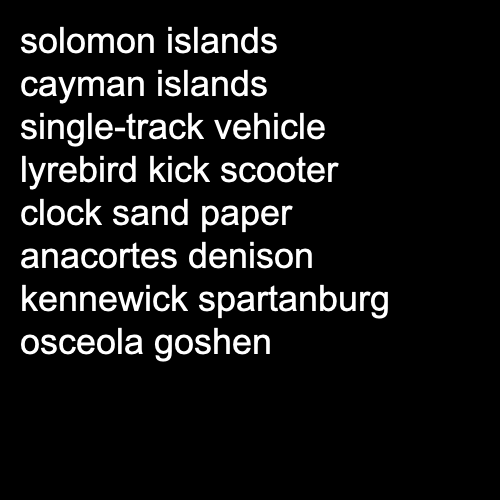 solomon islands
cayman islands
single-track vehicle
lyrebird kick scooter
clock sand paper
anacortes denison
kennewick spartanburg
osceola goshen